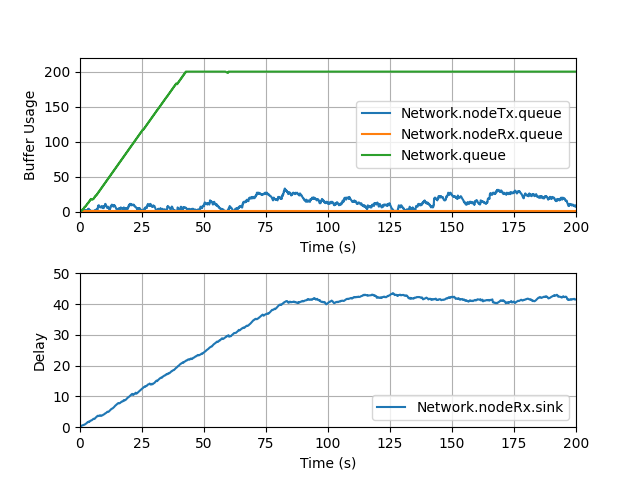 200
150
100
50
0
Buffer Usage
Network.nodeTx.queue
Network.nodeRx.queue
Network.queue
0 25 50 75 100 125 150 175 200
Time (s)
50
40
30
20
10
0
Delay
Network.nodeRx.sink
0 25 50 75 100 125 150 175 200
Time (s)